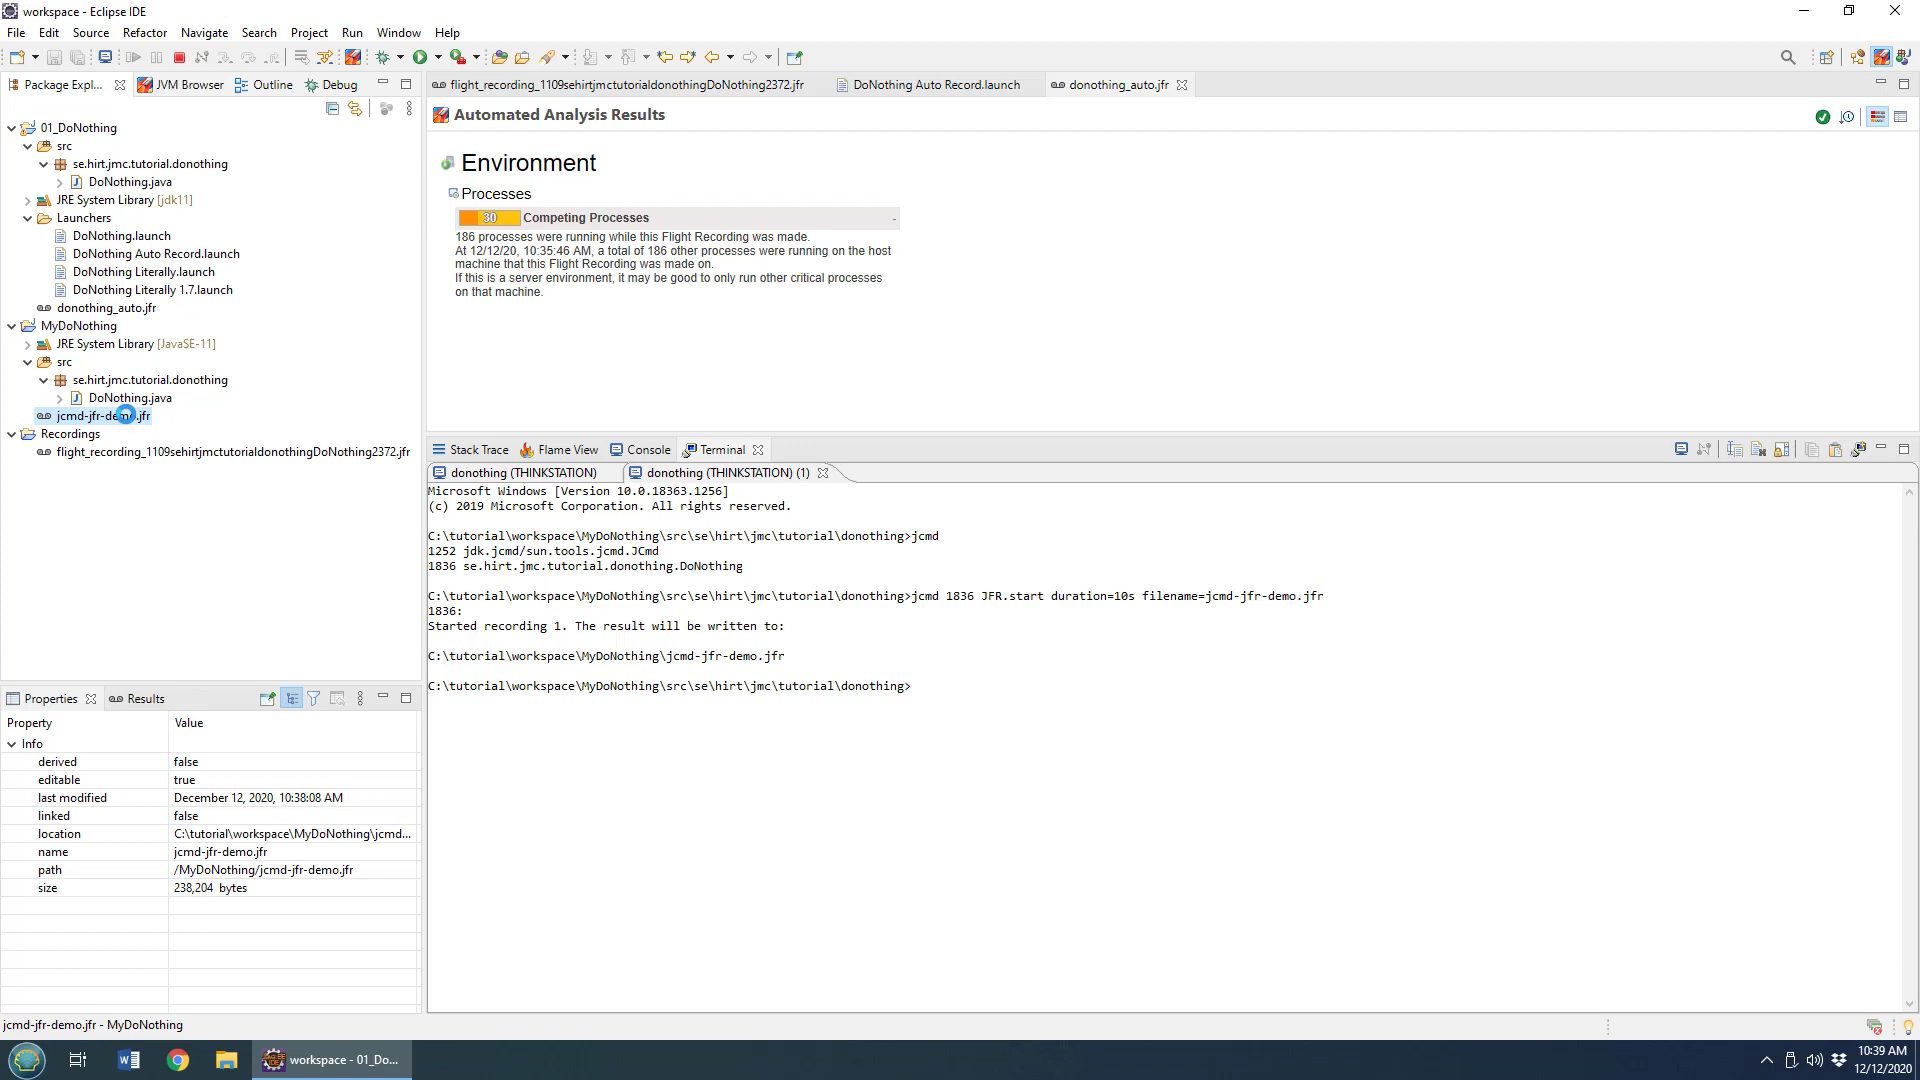 workspace - Eclipse IDE
File Edit Source Refactor Navigate Search Project Run Window Help
Package Expl... JVM Browser Outline Debug
01_DoNothing
src
se.hirt.jmc.tutorial.donothing
DoNothing.java
JRE System Library [jdk11]
Launchers
DoNothing.launch
DoNothing Auto Record.launch
DoNothing Literally.launch
DoNothing Literally 1.7.launch
donothing_auto.jfr
MyDoNothing
JRE System Library [JavaSE-11]
src
se.hirt.jmc.tutorial.donothing
DoNothing.java
jcmd-jfr-demo.jfr
Recordings
flight_recording_1109sehirtjmctutorialdonothingDoNothing2372.jfr
Properties Results
Property Value
Info
derived false
editable true
last modified December 12, 2020, 10:38:08 AM
linked false
location C:\tutorial\workspace\MyDoNothing\jcmd...
name jcmd-jfr-demo.jfr
path /MyDoNothing/jcmd-jfr-demo.jfr
size 238,204 bytes
flight_recording_1109sehirtjmctutorialdonothingDoNothing2372.jfr DoNothing Auto Record.launch donothing_auto.jfr
Automated Analysis Results
Environment
Processes
30 Competing Processes -
186 processes were running while this Flight Recording was made.
At 12/12/20, 10:35:46 AM, a total of 186 other processes were running on the host
machine that this Flight Recording was made on.
If this is a server environment, it may be good to only run other critical processes
on that machine.
Stack Trace Flame View Console Terminal
donothing (THINKSTATION) donothing (THINKSTATION) (1)
Microsoft Windows [Version 10.0.18363.1256]
(c) 2019 Microsoft Corporation. All rights reserved.
C:\tutorial\workspace\MyDoNothing\src\se\hirt\jmc\tutorial\donothing>jcmd
1252 jdk.jcmd/sun.tools.jcmd.JCmd
1836 se.hirt.jmc.tutorial.donothing.DoNothing
C:\tutorial\workspace\MyDoNothing\src\se\hirt\jmc\tutorial\donothing>jcmd 1836 JFR.start duration=10s filename=jcmd-jfr-demo.jfr
1836:
Started recording 1. The result will be written to:
C:\tutorial\workspace\MyDoNothing\jcmd-jfr-demo.jfr
C:\tutorial\workspace\MyDoNothing\src\se\hirt\jmc\tutorial\donothing>
jcmd-jfr-demo.jfr - MyDoNothing
workspace - 01_Do...
10:39 AM
12/12/2020